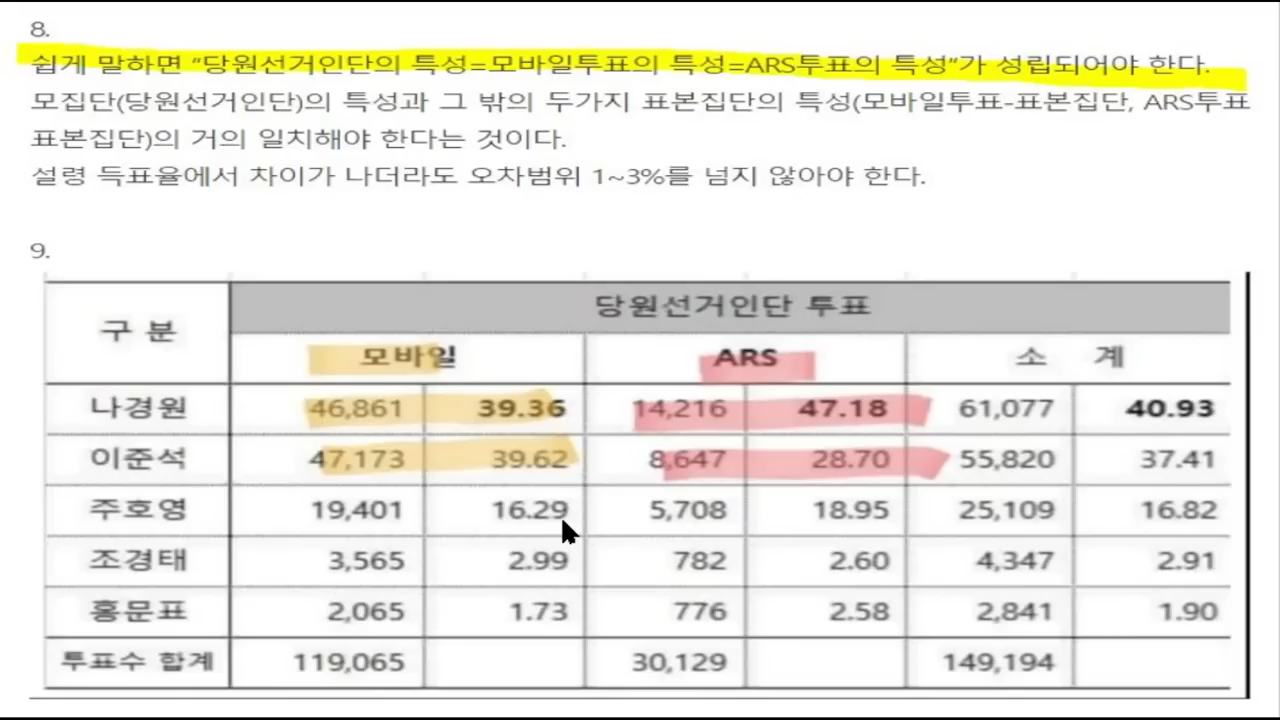 8.
쉽게 말하면 “당원선거인단의 특성=모바일투표의 특성=ARS투표의 특성”가 성립되어야 한다.
모집단(당원선거인단)의 특성과 그 밖의 두가지 표본집단의 특성(모바일투표-표본집단, ARS투표
표본집단)의 거의 일치해야 한다는 것이다.
설령 득표율에서 차이가 나더라도 오차범위 1~3%를 넘지 않아야 한다.
9.
구 분 당원선거인단 투표
모바일 ARS 소 계
나경원 46,861 39.36 14,216 47.18 61,077 40.93
이준석 47,173 39.62 8,647 28.70 55,820 37.41
주호영 19,401 16.29 5,708 18.95 25,109 16.82
조경태 3,565 2.99 782 2.60 4,347 2.91
홍문표 2,065 1.73 776 2.58 2,841 1.90
투표수 합계 119,065 30,129 149,194